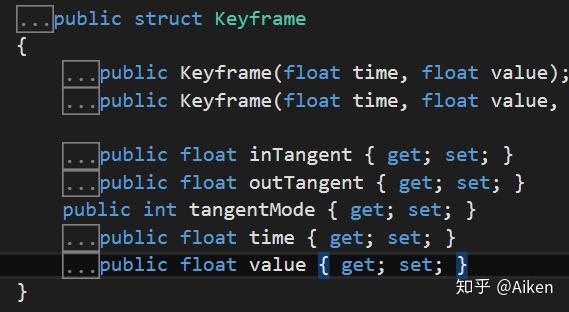 ...public struct Keyframe
{
...public Keyframe(float time, float value);
...public Keyframe(float time, float value,
...public float inTangent { get; set; }
...public float outTangent { get; set; }
public int tangentMode { get; set; }
...public float time { get; set; }
...public float value { get; set; }
}
知乎 @Aiken